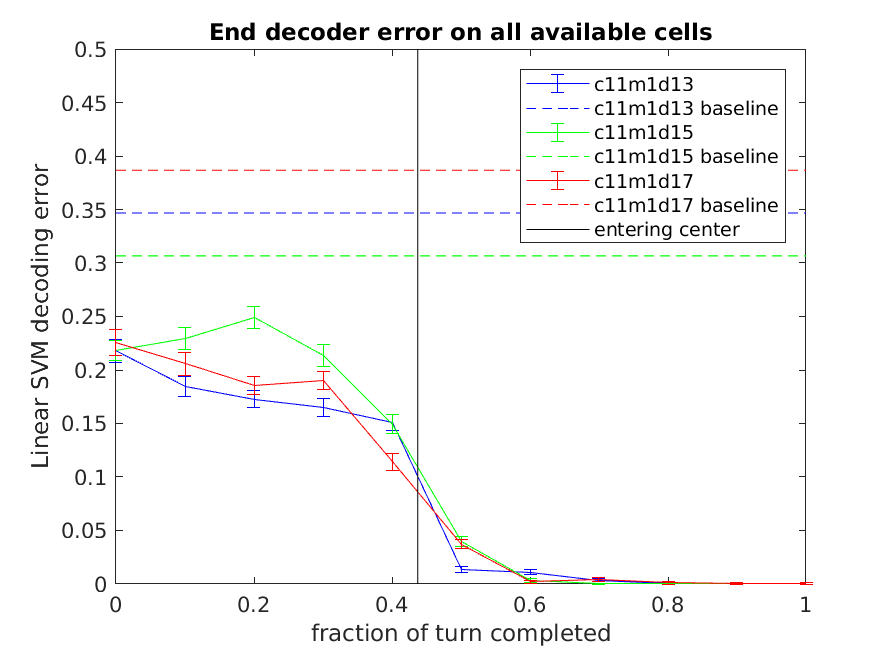 End decoder error on all available cells
0.5
0.45
0.4
0.35
0.3
0.25
0.2
0.15
0.1
0.05
0
Linear SVM decoding error
c11m1d13
c11m1d13 baseline
c11m1d15
c11m1d15 baseline
c11m1d17
c11m1d17 baseline
entering center
0 0.2 0.4 0.6 0.8 1
fraction of turn completed